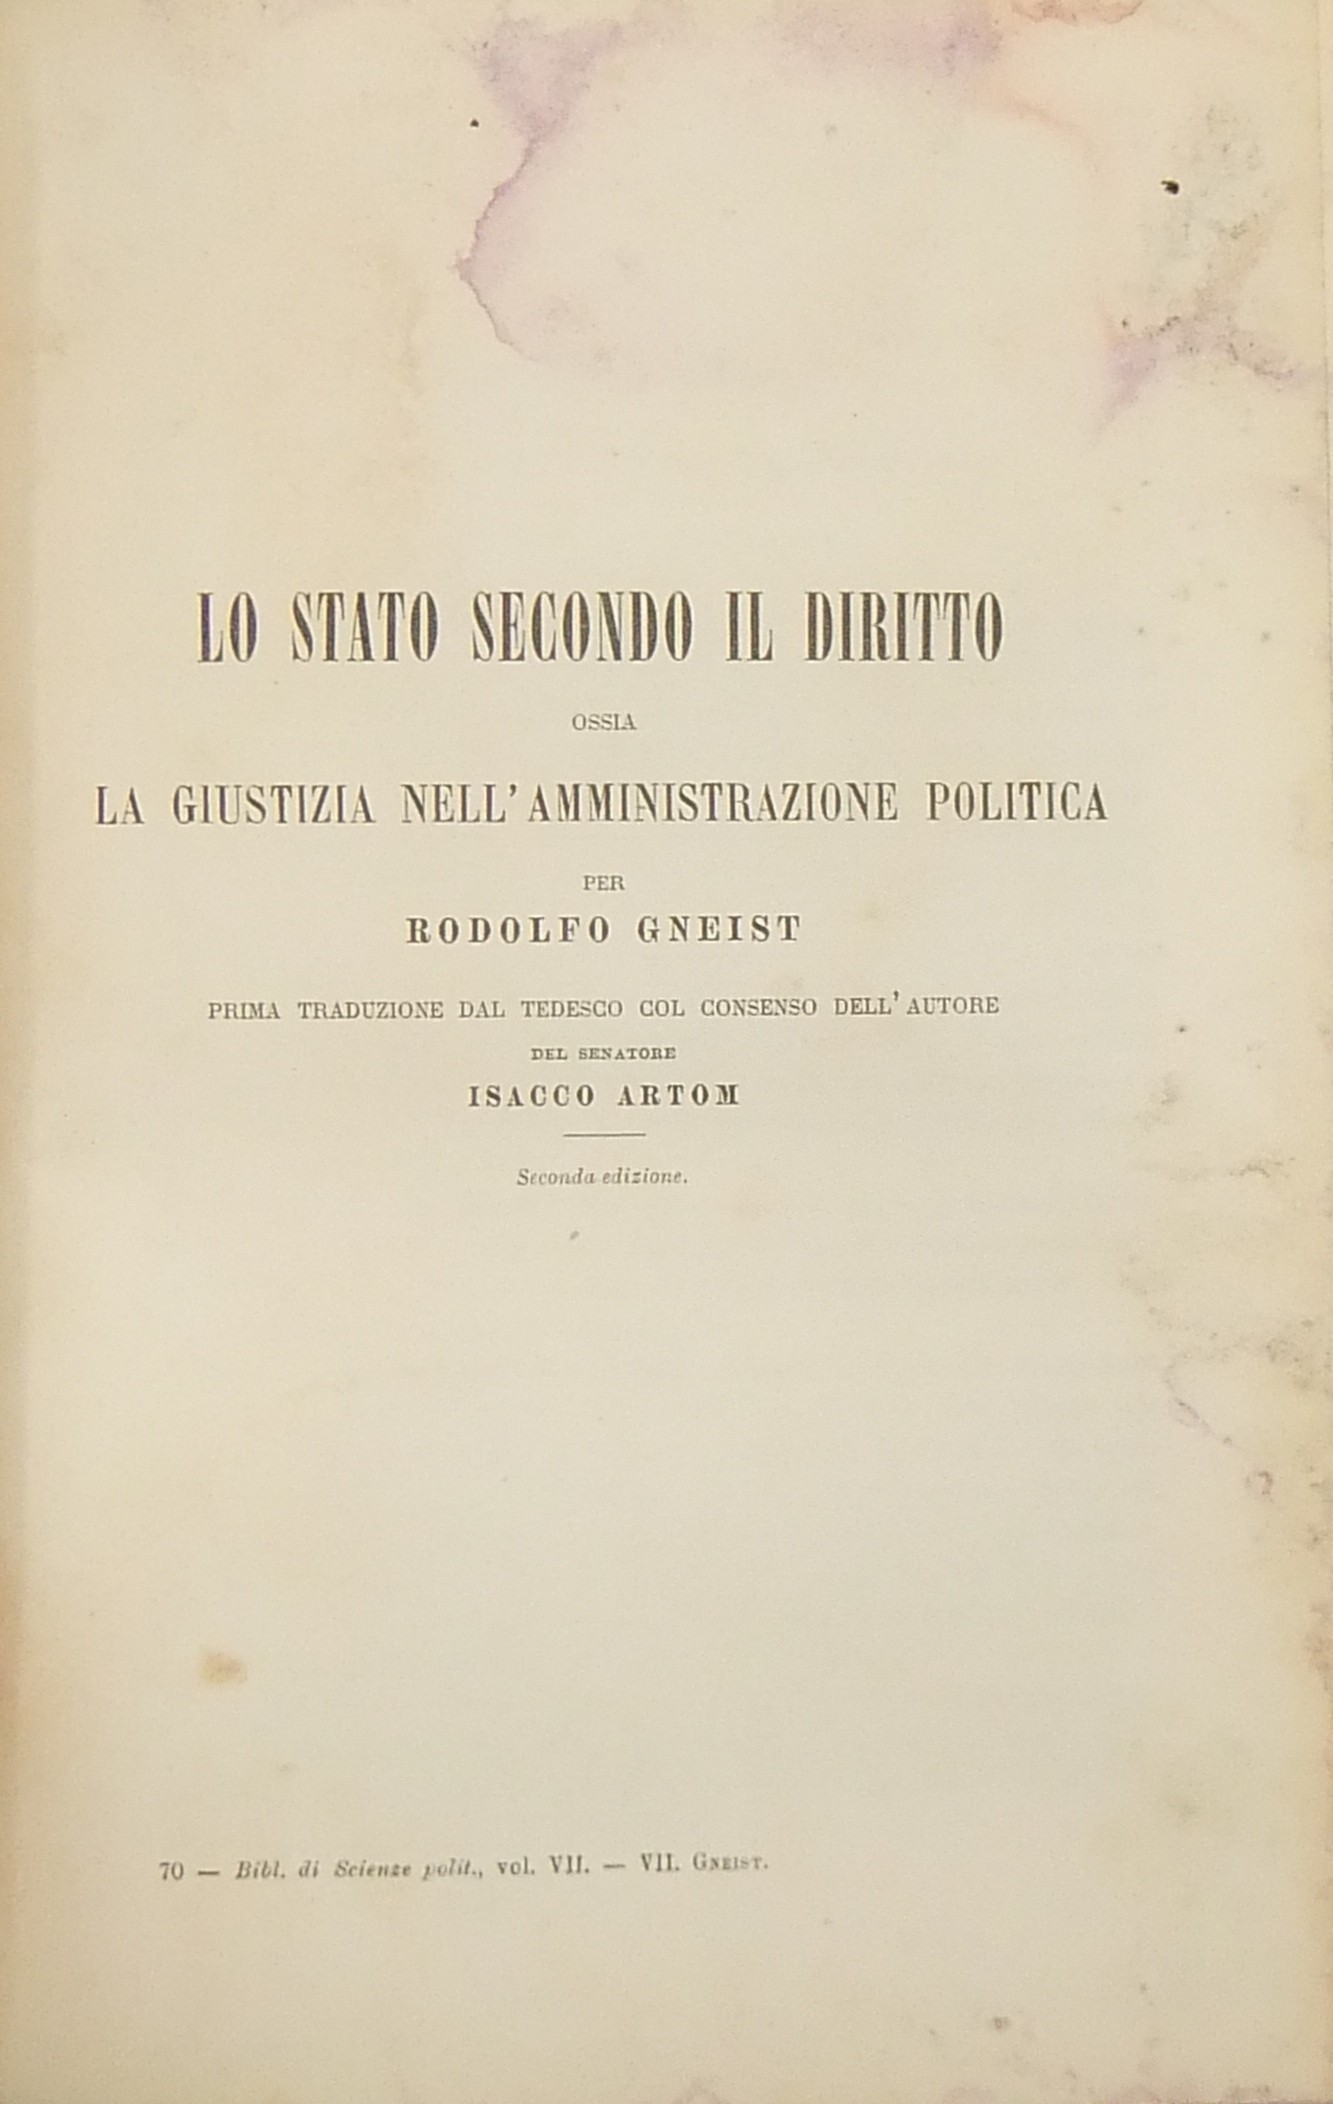 LO STATO SECONDO IL DIRITTO
OSSIA
LA GIUSTIZIA NELL'AMMINISTRAZIONE POLITICA
PER
RODOLFO GNEIST
PRIMA TRADUZIONE DAL TEDESCO COL CONSENSO DELL'AUTORE
DEL SENATORE
ISACCO ARTOM
Seconda edizione.
70 — Bibl. di Scienze polit., vol. VII. — VII. GNEIST.